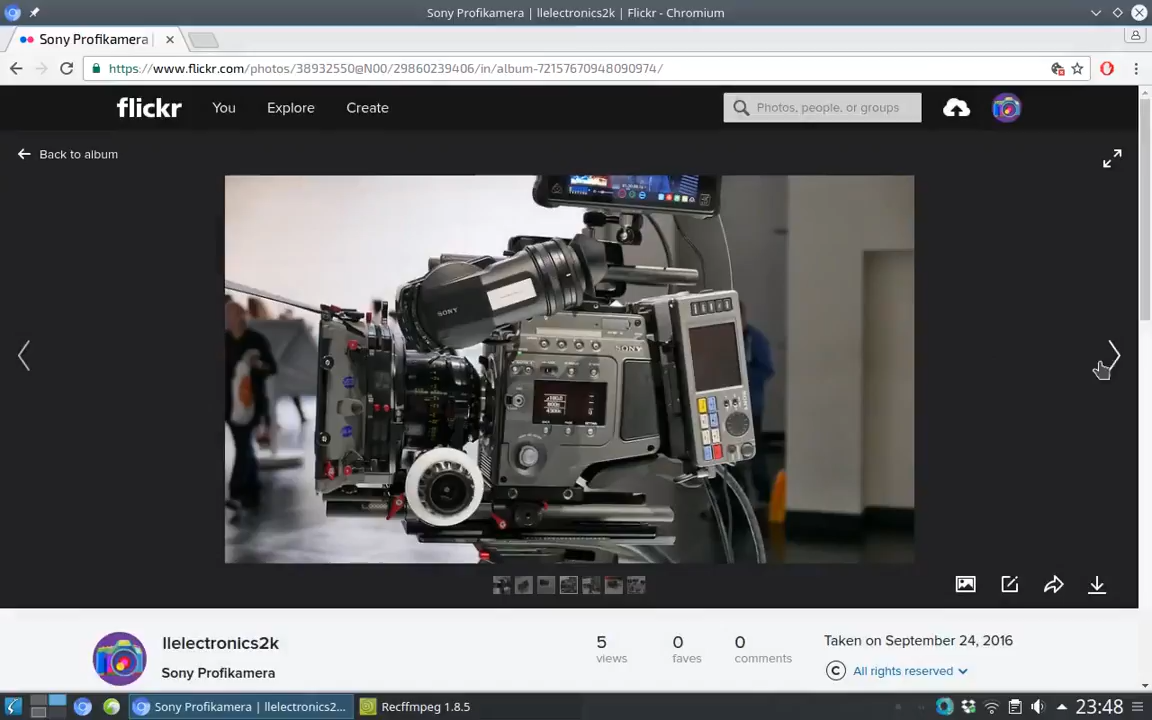 Sony Profikamera | llelectronics2k | Flickr - Chromium
Sony Profikamera |
https://www.flickr.com/photos/38932550@N00/29860239406/in/album-72157670948090974/
flickr
You
Explore
Create
Photos, people, or groups
Back to album
SONY
SONY
llelectronics2k
Sony Profikamera
5
views
0
faves
0
comments
Taken on September 24, 2016
All rights reserved
Sony Profikamera | llelectronics2...
Recffmpeg 1.8.5
23:48